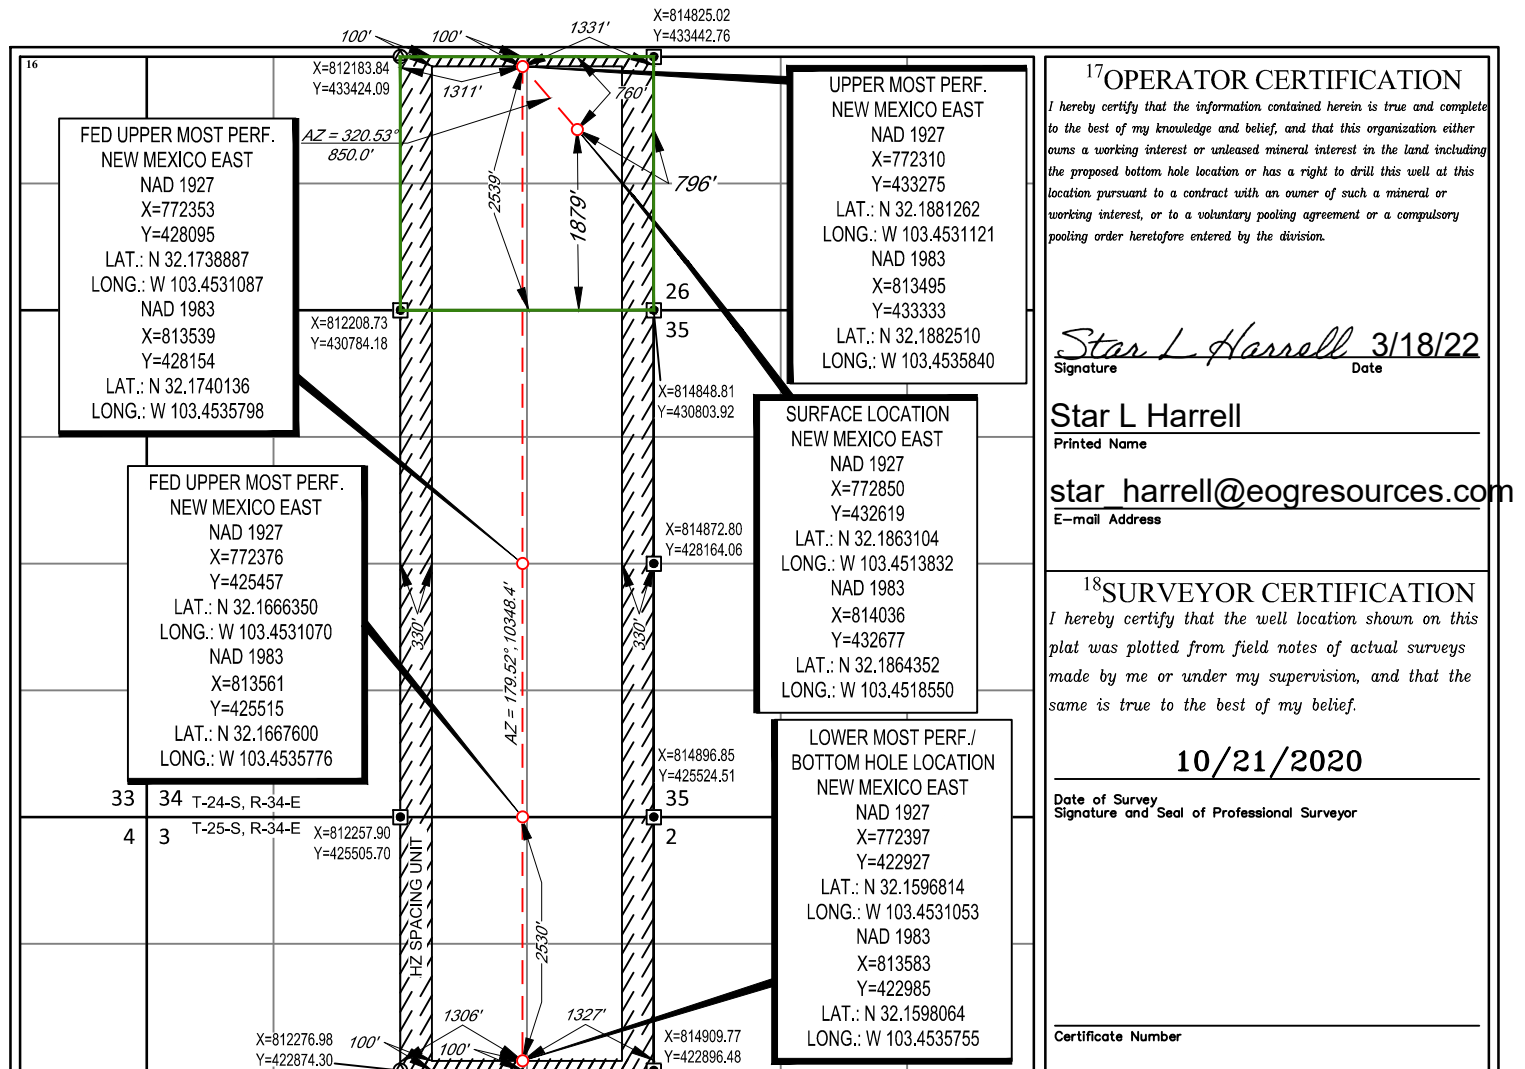 16
100'
100'
1331'
X=814825.02
Y=433442.76
X=812183.84
Y=433424.09
1311'
760'
AZ = 320.53°
850.0'
2539'
1879'
796'
FED UPPER MOST PERF.
NEW MEXICO EAST
NAD 1927
X=772353
Y=428095
LAT.: N 32.1738887
LONG.: W 103.4531087
NAD 1983
X=813539
Y=428154
LAT.: N 32.1740136
LONG.: W 103.4535798
UPPER MOST PERF.
NEW MEXICO EAST
NAD 1927
X=772310
Y=433275
LAT.: N 32.1881262
LONG.: W 103.4531121
NAD 1983
X=813495
Y=433333
LAT.: N 32.1882510
LONG.: W 103.4535840
26
35
X=812208.73
Y=430784.18
X=814848.81
Y=430803.92
FED UPPER MOST PERF.
NEW MEXICO EAST
NAD 1927
X=772376
Y=425457
LAT.: N 32.1666350
LONG.: W 103.4531070
NAD 1983
X=813561
Y=425515
LAT.: N 32.1667600
LONG.: W 103.4535776
SURFACE LOCATION
NEW MEXICO EAST
NAD 1927
X=772850
Y=432619
LAT.: N 32.1863104
LONG.: W 103.4513832
NAD 1983
X=814036
Y=432677
LAT.: N 32.1864352
LONG.: W 103.4518550
X=814872.80
Y=428164.06
330'
330'
AZ = 179.52°, 10348.4'
X=814896.85
Y=425524.51
33 34 T-24-S, R-34-E
4 3 T-25-S, R-34-E
35
2
X=812257.90
Y=425505.70
HZ SPACING UNIT
2530'
LOWER MOST PERF./
BOTTOM HOLE LOCATION
NEW MEXICO EAST
NAD 1927
X=772397
Y=422927
LAT.: N 32.1596814
LONG.: W 103.4531053
NAD 1983
X=813583
Y=422985
LAT.: N 32.1598064
LONG.: W 103.4535755
1306'
1327'
X=812276.98
Y=422874.30
100'
100'
X=814909.77
Y=422896.48
17OPERATOR CERTIFICATION
I hereby certify that the information contained herein is true and complete
to the best of my knowledge and belief, and that this organization either
owns a working interest or unleased mineral interest in the land including
the proposed bottom hole location or has a right to drill this well at this
location pursuant to a contract with an owner of such a mineral or
working interest, or to a voluntary pooling agreement or a compulsory
pooling order heretofore entered by the division.
Star L Harrell 3/18/22
Signature Date
Star L Harrell
Printed Name
star_harrell@eogresources.com
E-mail Address
18SURVEYOR CERTIFICATION
I hereby certify that the well location shown on this
plat was plotted from field notes of actual surveys
made by me or under my supervision, and that the
same is true to the best of my belief.
10/21/2020
Date of Survey
Signature and Seal of Professional Surveyor
Certificate Number